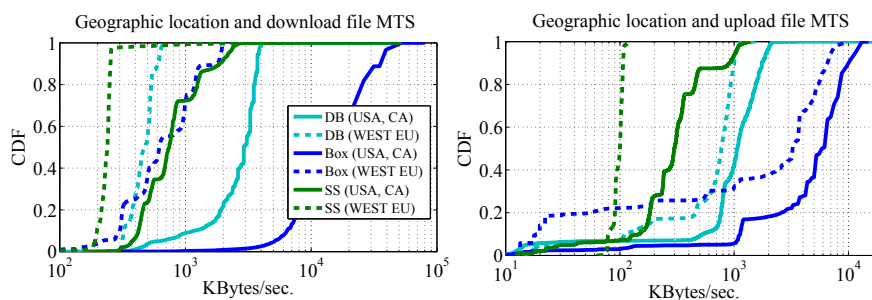 Geographic location and download file MTS
1
0.8
0.6
0.4
0.2
0
CDF
10^2
10^3
10^4
10^5
KBytes/sec.
DB (USA, CA)
DB (WEST EU)
Box (USA, CA)
Box (WEST EU)
SS (USA, CA)
SS (WEST EU)
Geographic location and upload file MTS
1
0.8
0.6
0.4
0.2
0
CDF
10^1
10^2
10^3
10^4
KBytes/sec.